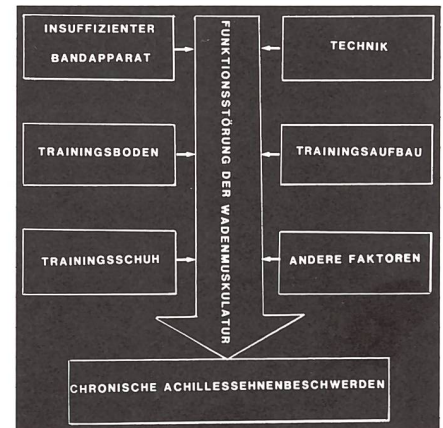 INSUFFIZIENTER
BANDAPPARAT
TECHNIK
TRAININGSBODEN
TRAININGSAUFBAU
TRAININGSSCHUH
ANDERE FAKTOREN
FUNKTIONSSTÖRUNG DER WADENMUSKULATUR
CHRONISCHE ACHILLESSEHNENBESCHWERDEN